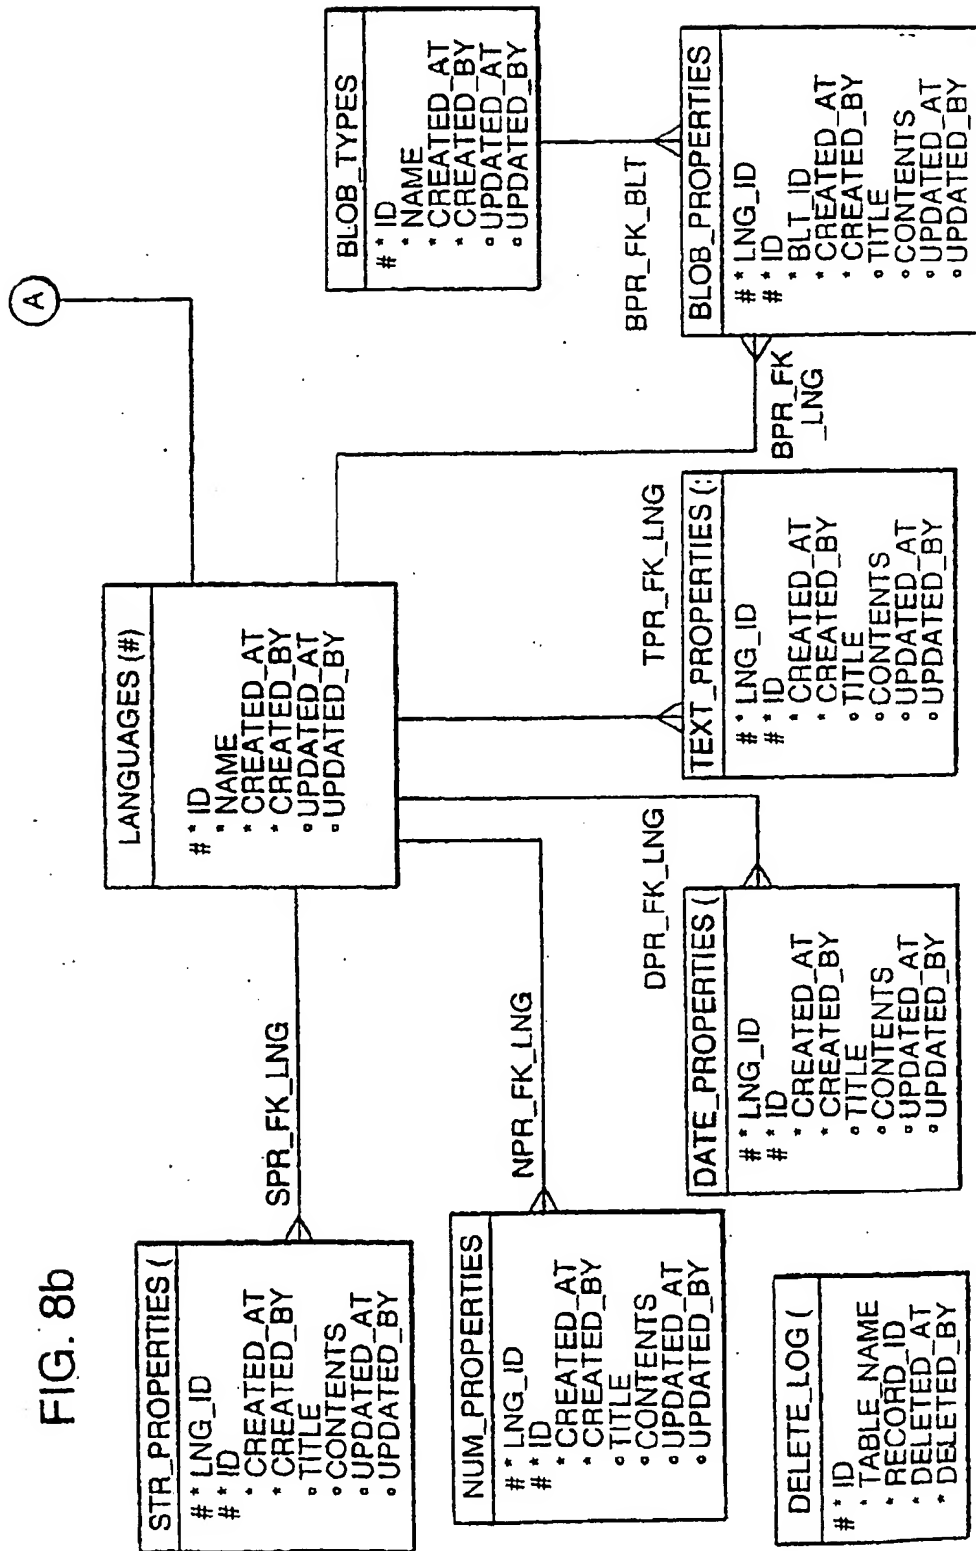 FIG. 8b
STR_PROPERTIES (
# * LNG_ID
# * ID
* CREATED_AT
* CREATED_BY
° TITLE
° CONTENTS
° UPDATED_AT
° UPDATED_BY
SPR_FK_LNG
LANGUAGES (#)
# * ID
* NAME
* CREATED_AT
* CREATED_BY
° UPDATED_AT
° UPDATED_BY
A
NUM_PROPERTIES
# * LNG_ID
# * ID
* CREATED_AT
* CREATED_BY
° TITLE
° CONTENTS
° UPDATED_AT
° UPDATED_BY
NPR_FK_LNG
BLOB_TYPES
# * ID
* NAME
* CREATED_AT
* CREATED_BY
° UPDATED_AT
° UPDATED_BY
DELETE_LOG (
# * ID
* TABLE_NAME
* RECORD_ID
* DELETED_AT
* DELETED_BY
DPR_FK_LNG
DATE_PROPERTIES (
# * LNG_ID
# * ID
* CREATED_AT
* CREATED_BY
° TITLE
° CONTENTS
° UPDATED_AT
° UPDATED_BY
TPR_FK_LNG
TEXT_PROPERTIES (:
# * LNG_ID
# * ID
* CREATED_AT
* CREATED_BY
° TITLE
° CONTENTS
° UPDATED_AT
° UPDATED_BY
BPR_FK
_LNG
BPR_FK_BLT
BLOB_PROPERTIES
# * LNG_ID
# * ID
* BLT_ID
* CREATED_AT
* CREATED_BY
° TITLE
° CONTENTS
° UPDATED_AT
° UPDATED_BY